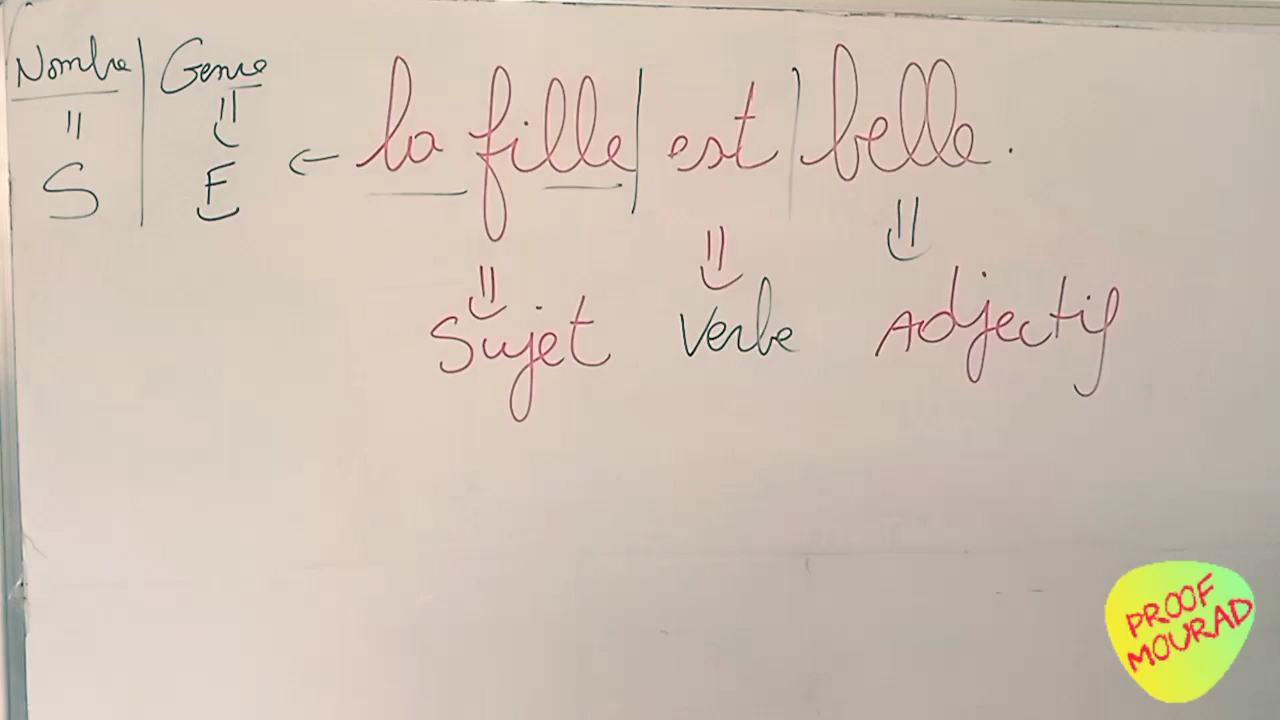 Nombre | Genre
la fille | est | belle.
= =
S F ←
= = =
Sujet Verbe Adjectif
PROOF
MOURAD